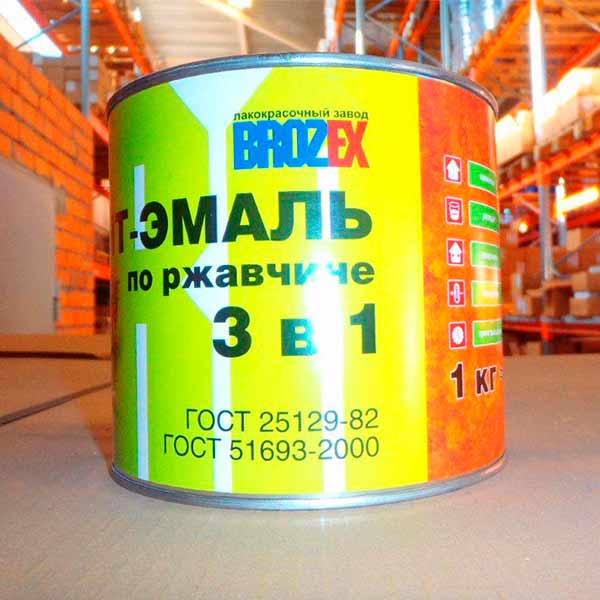 лакокрасочный завод
BROZEX
Т-ЭМАЛЬ
по ржавчине
3 в 1
ГОСТ 25129-82
ГОСТ 51693-2000
1 кг